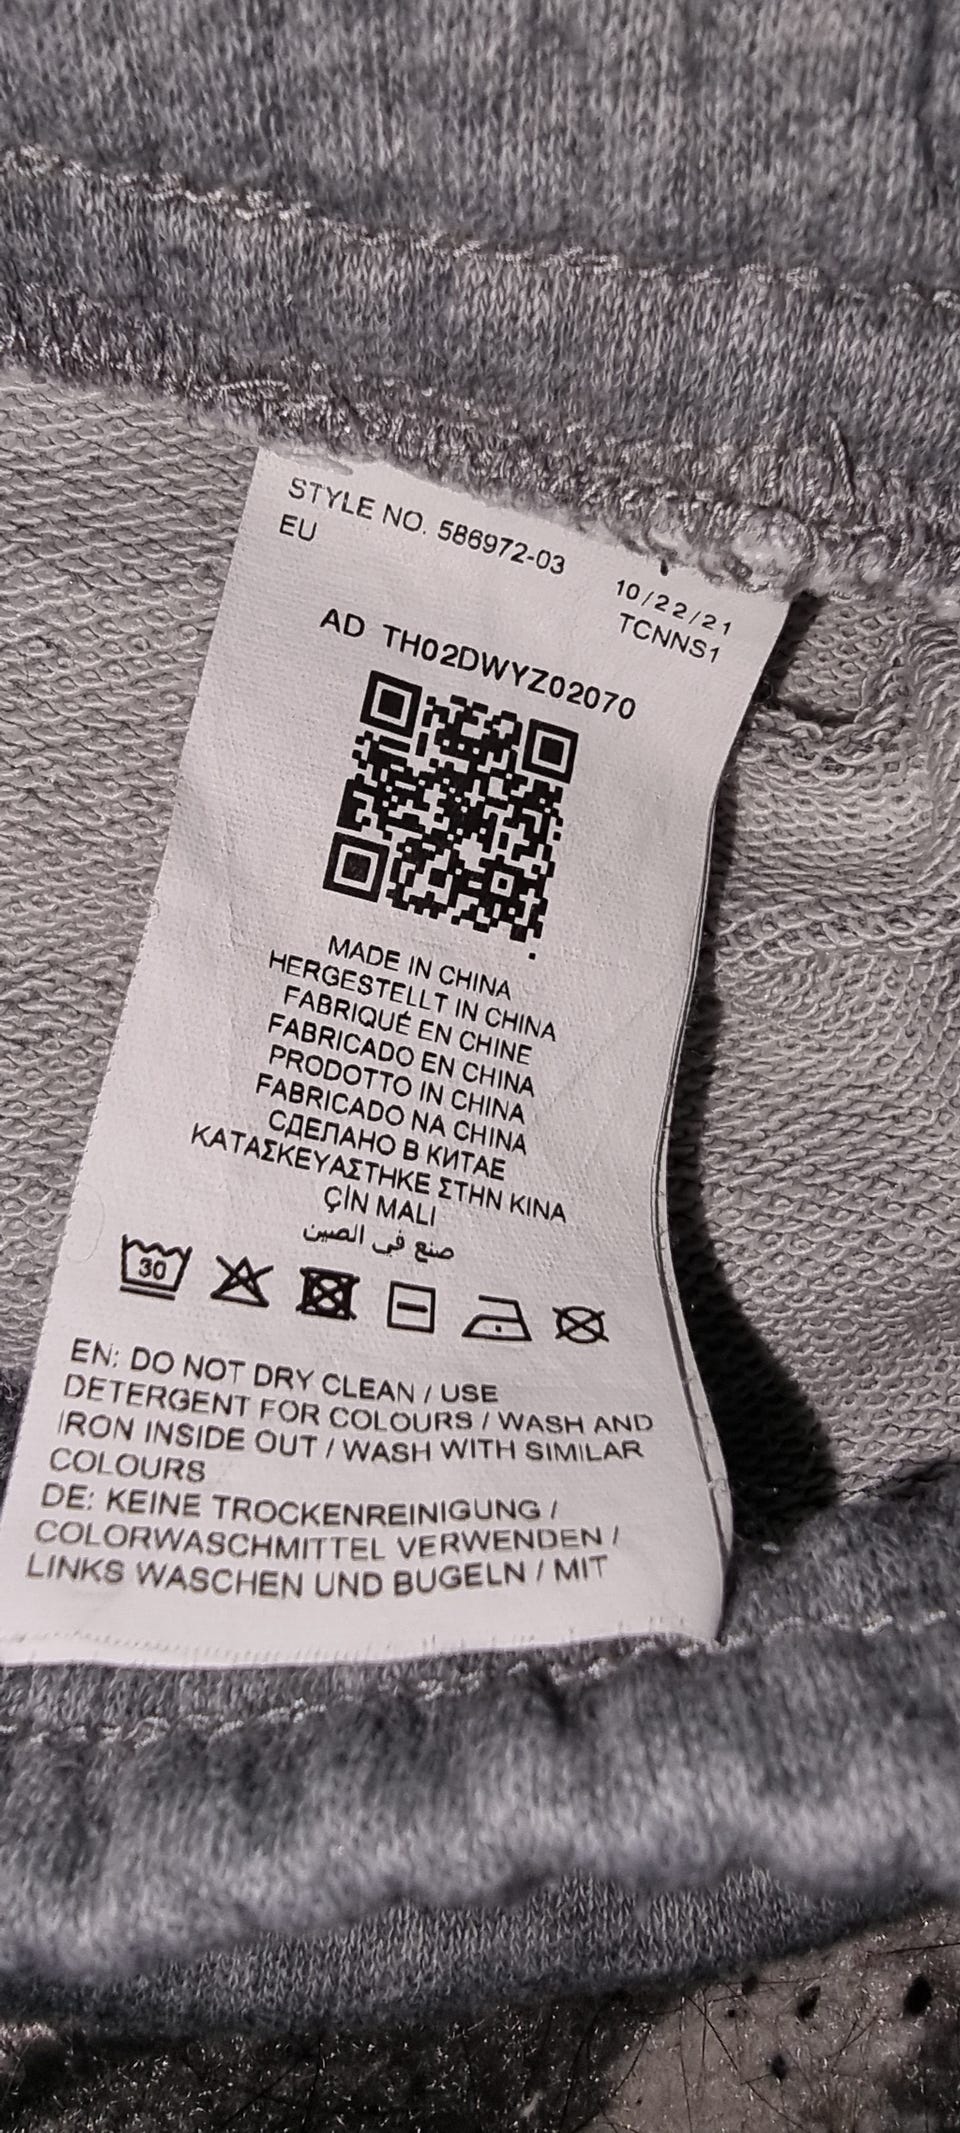 STYLE NO. 586972-03
EU
10/22/21
TCNNS1
AD TH02DWYZ02070
MADE IN CHINA
HERGESTELLT IN CHINA
FABRIQUÉ EN CHINE
FABRICADO EN CHINA
PRODOTTO IN CHINA
FABRICADO NA CHINA
СДЕЛАНО В КИТАЕ
ΚΑΤΑΣΚΕΥΑΣΤΗΚΕ ΣΤΗΝ ΚΙΝΑ
ÇİN MALI
صنع في الصين
30
EN: DO NOT DRY CLEAN / USE
DETERGENT FOR COLOURS / WASH AND
IRON INSIDE OUT / WASH WITH SIMILAR
COLOURS
DE: KEINE TROCKENREINIGUNG /
COLORWASCHMITTEL VERWENDEN /
LINKS WASCHEN UND BUGELN / MIT